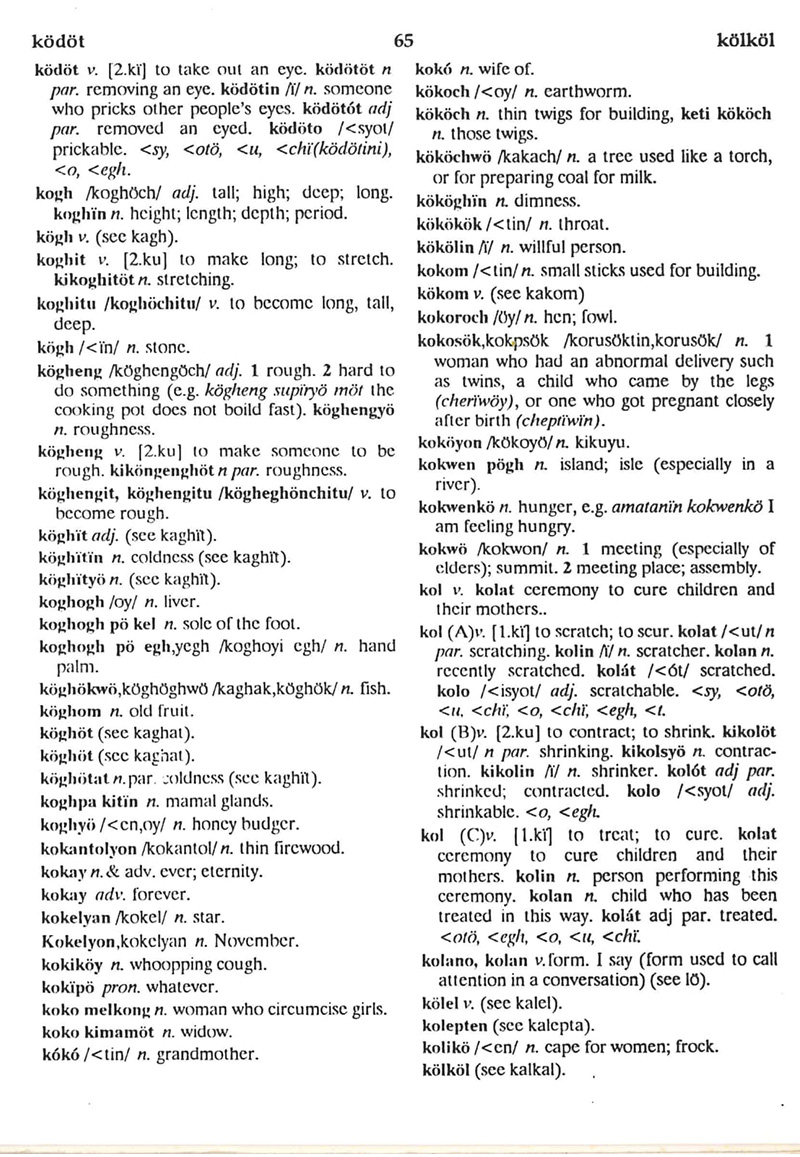 ködöt
65
kölköl
ködöt v. [2.kï] to take out an eye. ködötöt n
par. removing an eye. ködötin /ï/ n. someone
who pricks other people's eyes. ködötót adj
par. removed an eyed. ködöto /<syot/
prickable. <sy, <otö, <u, <chï(ködötini),
<o, <egh.
kogh /koghöch/ adj. tall; high; deep; long.
koghïn n. height; length; depth; period.
kögh v. (see kagh).
koghit v. [2.ku] to make long; to stretch.
kikoghitöt n. stretching.
koghitu /koghöchitu/ v. to become long, tall,
deep.
kögh /<ïn/ n. stone.
kögheng /köghengöch/ adj. 1 rough. 2 hard to
do something (e.g. kögheng supïryö möt the
cooking pot does not boild fast). köghengyö
n. roughness.
kögheng v. [2.ku] to make someone to be
rough. kiköngenghöt n par. roughness.
köghengit, köghengitu /kögheghönchitu/ v. to
become rough.
köghït adj. (see kaghït).
köghïtïn n. coldness (see kaghït).
köghïtyö n. (see kaghït).
koghogh /oy/ n. liver.
koghogh pö kel n. sole of the foot.
koghogh pö egh,yegh /koghoyi egh/ n. hand
palm.
köghökwö,köghöghwö /kaghak,köghök/ n. fish.
köghom n. old fruit.
köghöt (see kaghat).
köghöt (see kaghat).
köghötat n.par. coldness (see kaghït).
koghpa kitïn n. mamal glands.
koghyö /<en,oy/ n. honey budger.
kokantolyon /kokantol/ n. thin firewood.
kokay n.& adv. ever; eternity.
kokay adv. forever.
kokelyan /kokel/ n. star.
Kokelyon,kokelyan n. November.
kokiköy n. whoopping cough.
kokïpö pron. whatever.
koko melkong n. woman who circumcise girls.
koko kimamöt n. widow.
kókó /<tin/ n. grandmother.
kokó n. wife of.
kököch /<oy/ n. earthworm.
kököch n. thin twigs for building, keti kököch
n. those twigs.
kököchwö /kakach/ n. a tree used like a torch,
or for preparing coal for milk.
kököghïn n. dimness.
kökökök /<tin/ n. throat.
kökölin /ï/ n. willful person.
kokom /<tin/ n. small sticks used for building.
kökom v. (see kakom)
kokoroch /öy/ n. hen; fowl.
kokosök,kokpsök /korusöktin,korusök/ n. 1
woman who had an abnormal delivery such
as twins, a child who came by the legs
(cherïwöy), or one who got pregnant closely
after birth (cheptïwïn).
koköyon /kökoyö/ n. kikuyu.
kokwen pögh n. island; isle (especially in a
river).
kokwenkö n. hunger, e.g. amatanïn kokwenkö I
am feeling hungry.
kokwö /kokwon/ n. 1 meeting (especially of
elders); summit. 2 meeting place; assembly.
kol v. kolat ceremony to cure children and
their mothers..
kol (A)v. [1.kï] to scratch; to scur. kolat /<ut/ n
par. scratching. kolin /ï/ n. scratcher. kolan n.
recently scratched. kolát /<ót/ scratched.
kolo /<isyot/ adj. scratchable. <sy, <otö,
<u, <chï, <o, <chï, <egh, <t.
kol (B)v. [2.ku] to contract; to shrink. kikolöt
/<ut/ n par. shrinking. kikolsyö n. contrac-
tion. kikolin /ï/ n. shrinker. kolót adj par.
shrinked; contracted. kolo /<syot/ adj.
shrinkable. <o, <egh.
kol (C)v. [1.kï] to treat; to cure. kolat
ceremony to cure children and their
mothers. kolin n. person performing this
ceremony. kolan n. child who has been
treated in this way. kolát adj par. treated.
<otö, <egh, <o, <u, <chï.
kolano, kolan v.form. I say (form used to call
attention in a conversation) (see lö).
kölel v. (see kalel).
kolepten (see kalepta).
kolikö /<en/ n. cape for women; frock.
kölköl (see kalkal).